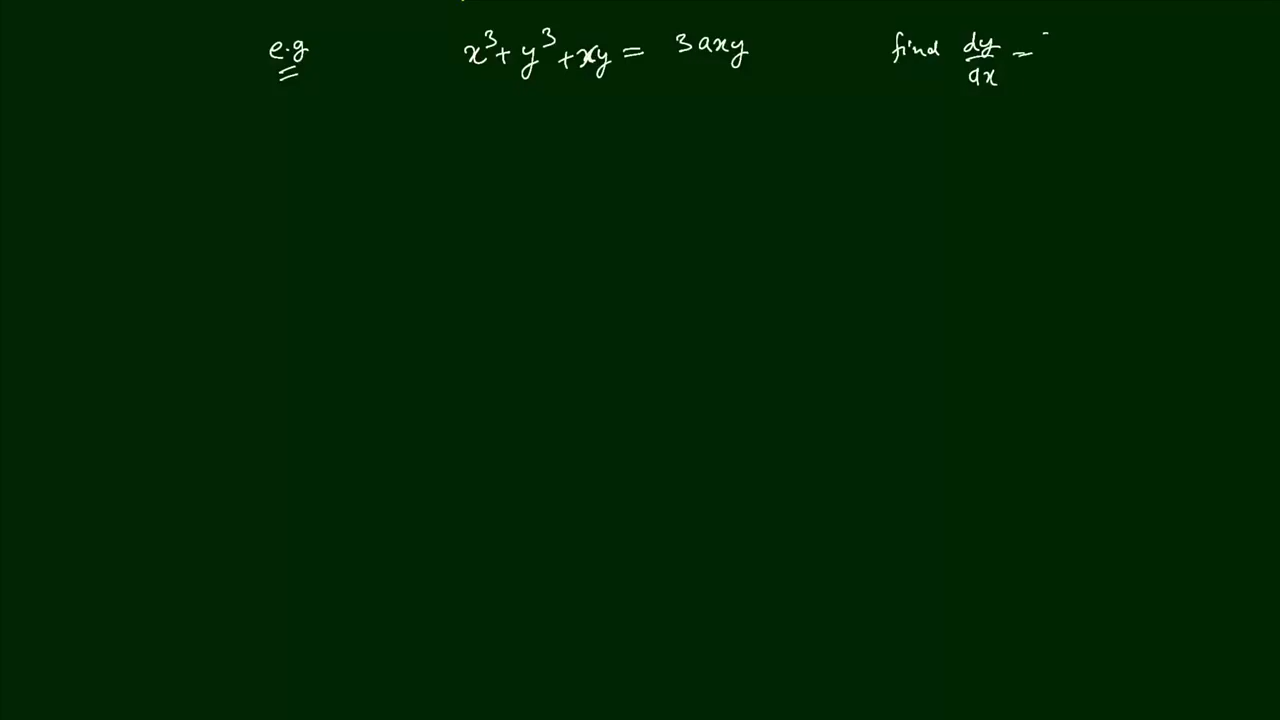 e.g x³ + y³ + xy = 3axy find dy/dx =